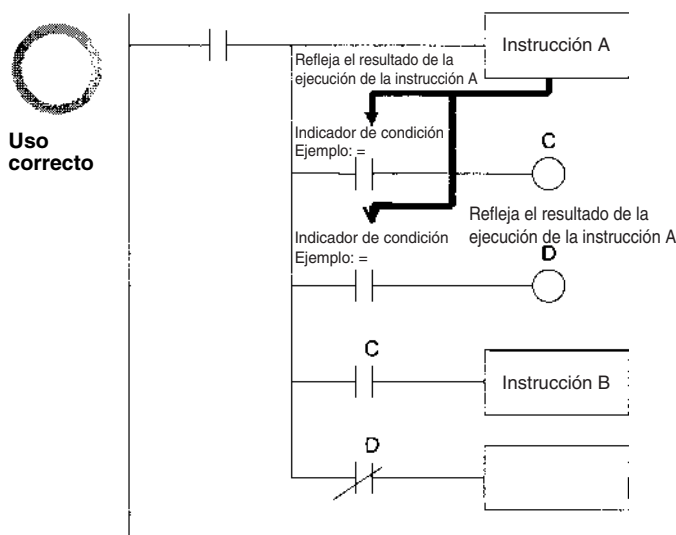 Instrucción A
Refleja el resultado de la
ejecución de la instrucción A
Uso
correcto
Indicador de condición
Ejemplo: =
C
Refleja el resultado de la
ejecución de la instrucción A
Indicador de condición
Ejemplo: =
D
C
Instrucción B
D